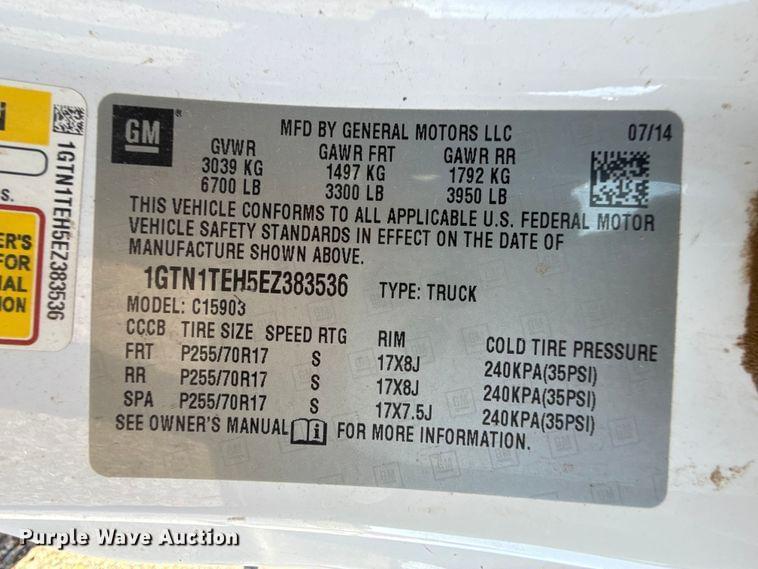 GM
MFD BY GENERAL MOTORS LLC 07/14
GVWR GAWR FRT GAWR RR
3039 KG 1497 KG 1792 KG
6700 LB 3300 LB 3950 LB
THIS VEHICLE CONFORMS TO ALL APPLICABLE U.S. FEDERAL MOTOR
VEHICLE SAFETY STANDARDS IN EFFECT ON THE DATE OF
MANUFACTURE SHOWN ABOVE.
1GTN1TEH5EZ383536 TYPE: TRUCK
MODEL: C15903
CCCB TIRE SIZE SPEED RTG RIM COLD TIRE PRESSURE
FRT P255/70R17 S 17X8J 240KPA(35PSI)
RR P255/70R17 S 17X8J 240KPA(35PSI)
SPA P255/70R17 S 17X7.5J 240KPA(35PSI)
SEE OWNER'S MANUAL FOR MORE INFORMATION.
1GTN1TEH5EZ383536
S.
ER'S
FOR
IAL
ION
Purple Wave Auction